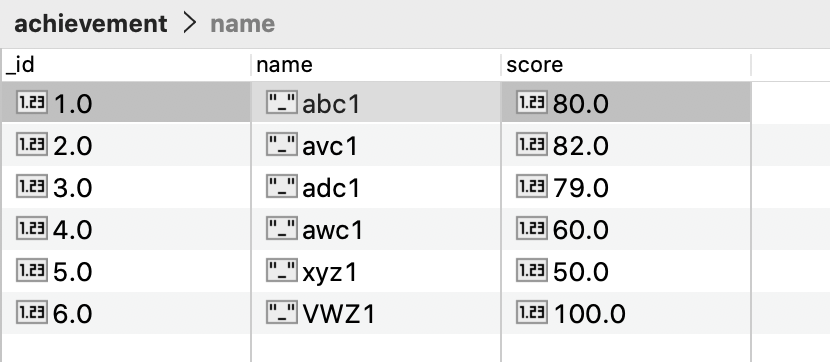 achievement > name
_id name score
1.23 1.0 "_" abc1 1.23 80.0
1.23 2.0 "_" avc1 1.23 82.0
1.23 3.0 "_" adc1 1.23 79.0
1.23 4.0 "_" awc1 1.23 60.0
1.23 5.0 "_" xyz1 1.23 50.0
1.23 6.0 "_" VWZ1 1.23 100.0